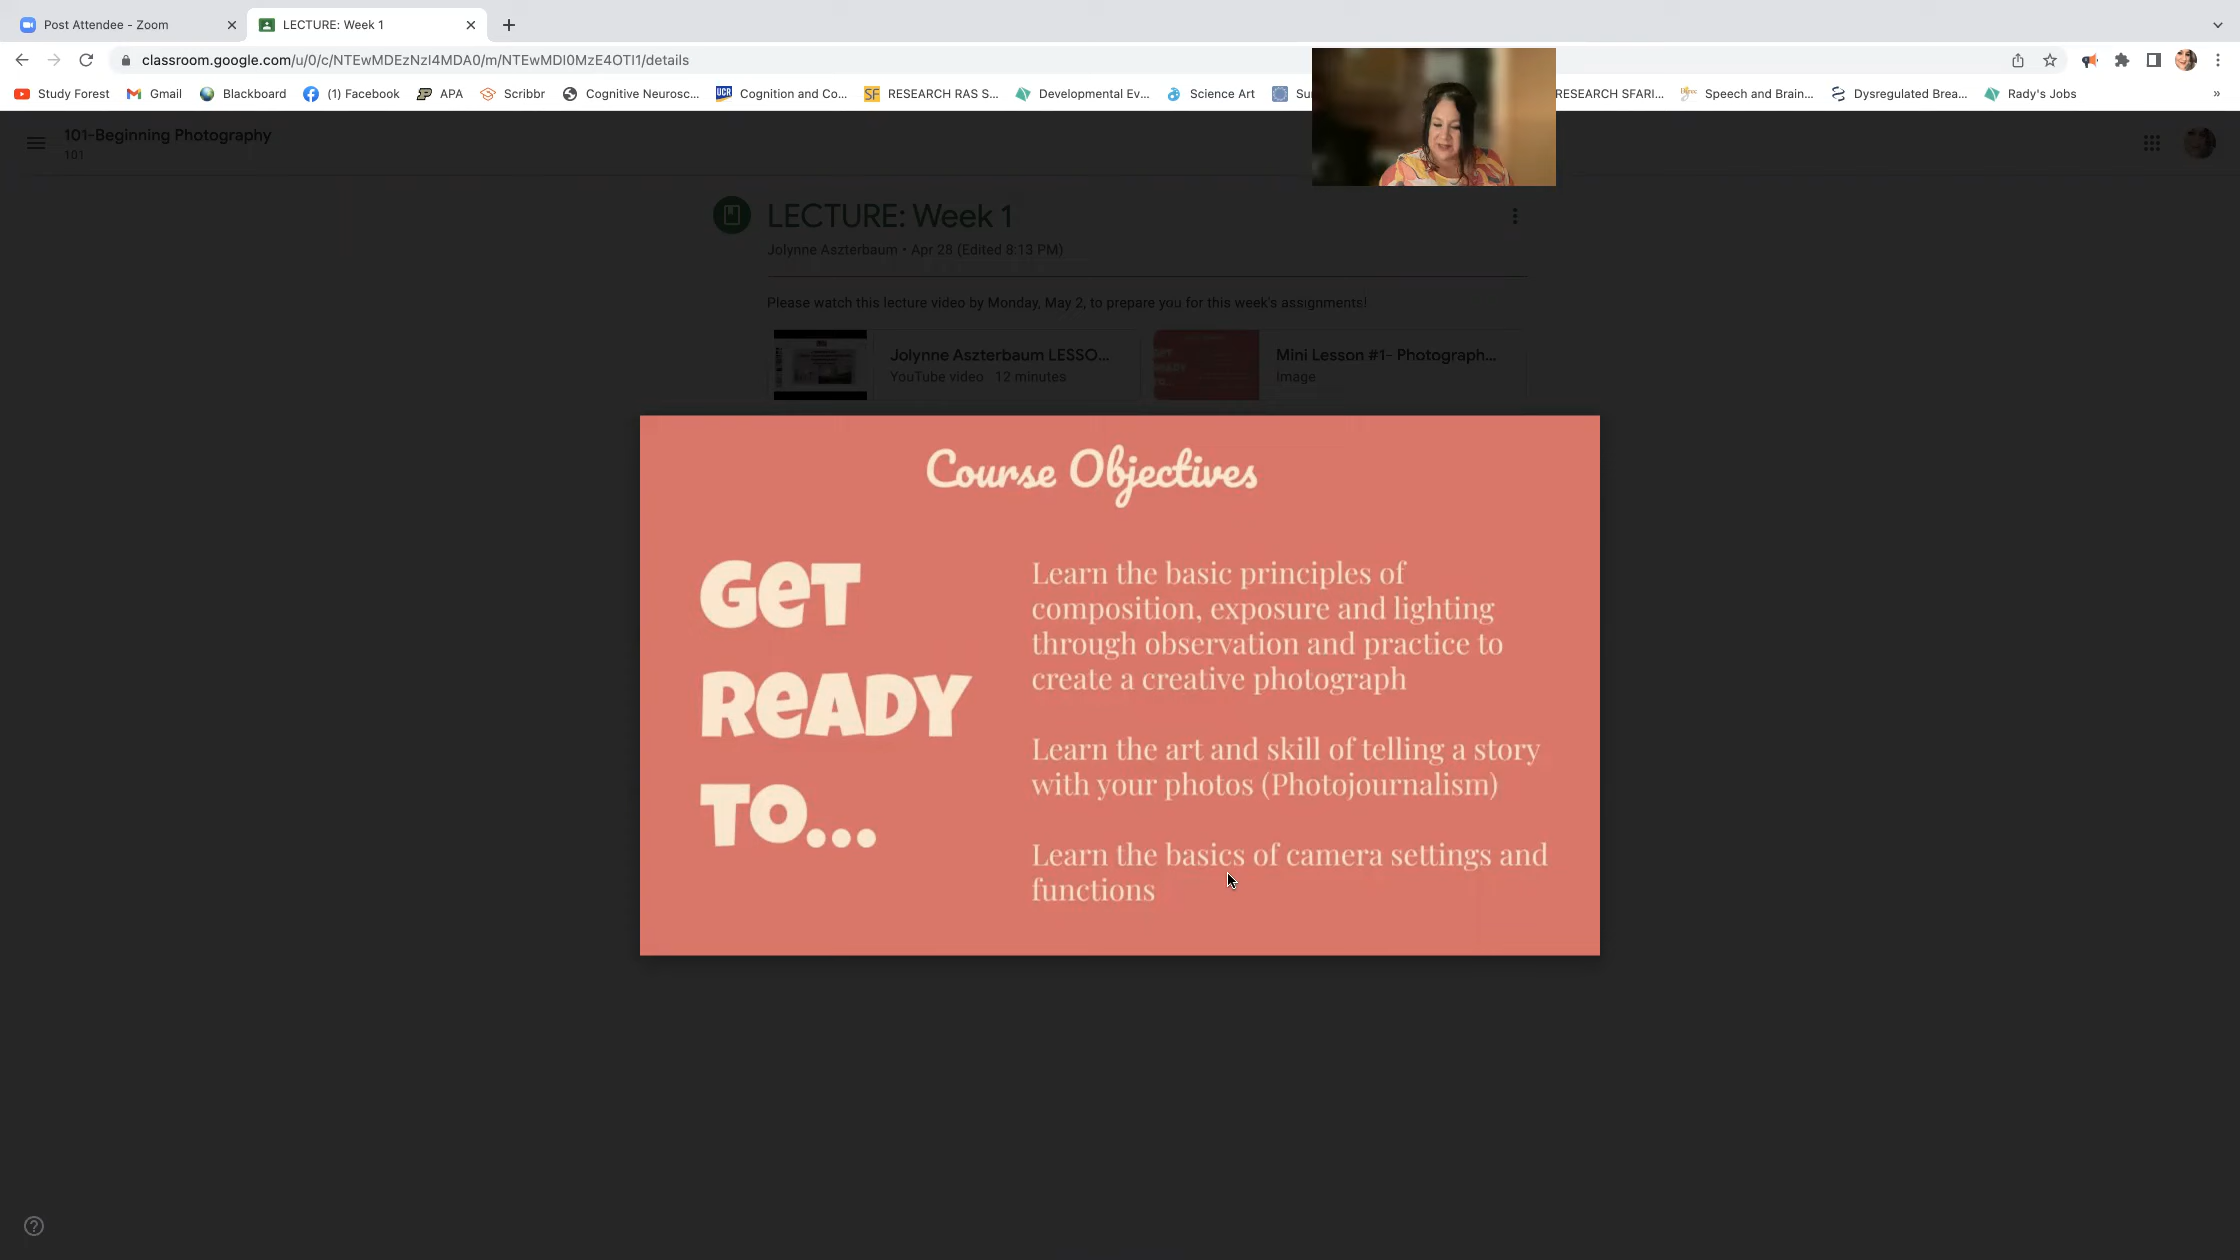 Post Attendee - Zoom
LECTURE: Week 1
classroom.google.com/u/0/c/NTEwMDEzNzI4MDA0/m/NTEwMDI0MzE4OTI1/details
Study Forest Gmail Blackboard (1) Facebook APA Scribbr Cognitive Neurosc... UCR Cognition and Co... SF RESEARCH RAS S... Developmental Ev... Science Art Su RESEARCH SFARI... Speech and Brain... Dysregulated Brea... Rady's Jobs »
101-Beginning Photography
101
LECTURE: Week 1
Jolynne Aszterbaum • Apr 28 (Edited 8:13 PM)
Please watch this lecture video by Monday, May 2, to prepare you for this week's assignments!
Jolynne Aszterbaum LESSO... Mini Lesson #1- Photograph...
YouTube video 12 minutes Image
Course Objectives
GeT
ReADY
To...
Learn the basic principles of
composition, exposure and lighting
through observation and practice to
create a creative photograph
Learn the art and skill of telling a story
with your photos (Photojournalism)
Learn the basics of camera settings and
functions